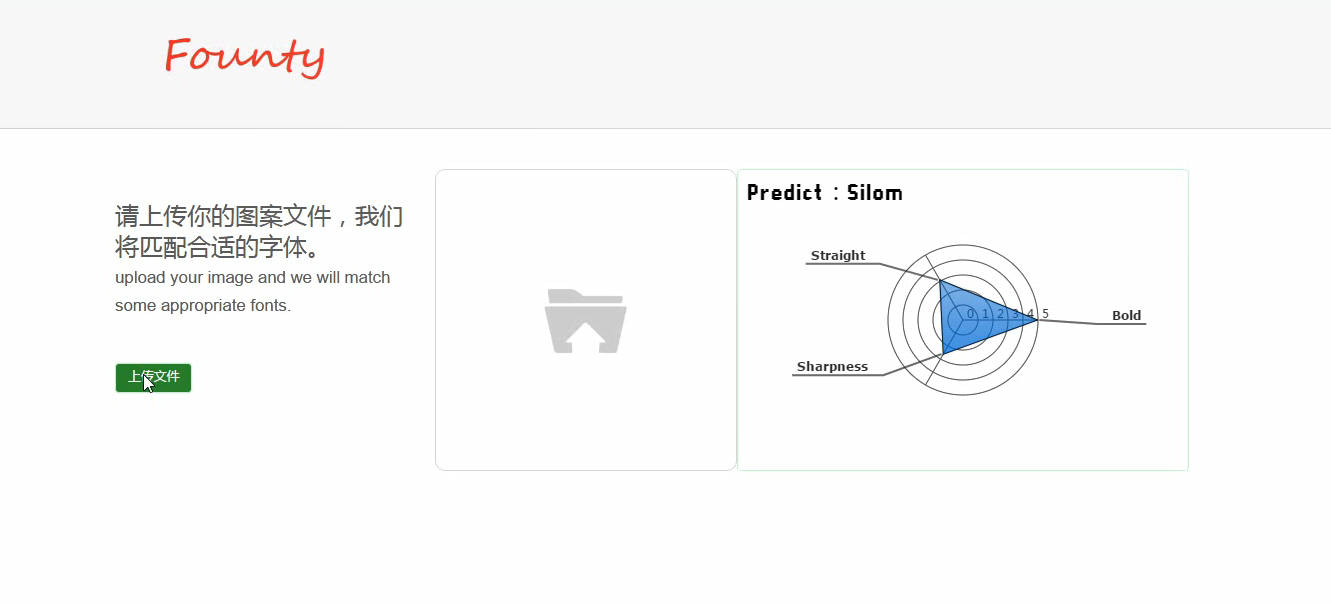 Founty
请上传你的图案文件，我们
将匹配合适的字体。
upload your image and we will match
some appropriate fonts.
上传文件
Predict : Silom
Straight
0 1 2 3 4 5
Bold
Sharpness